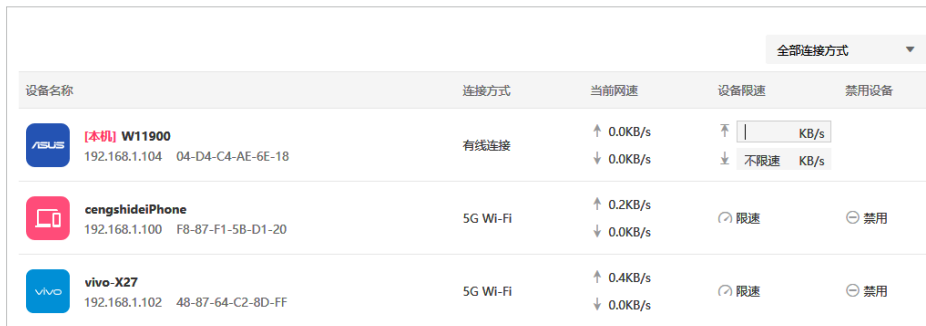 全部连接方式
设备名称 连接方式 当前网速 设备限速 禁用设备
/ISUS [本机] W11900 有线连接 0.0KB/s KB/s
192.168.1.104 04-D4-C4-AE-6E-18 0.0KB/s 不限速 KB/s
cengshideiPhone 5G Wi-Fi 0.2KB/s 限速 禁用
192.168.1.100 F8-87-F1-5B-D1-20 0.0KB/s
vivo vivo-X27 5G Wi-Fi 0.4KB/s 限速 禁用
192.168.1.102 48-87-64-C2-8D-FF 0.0KB/s